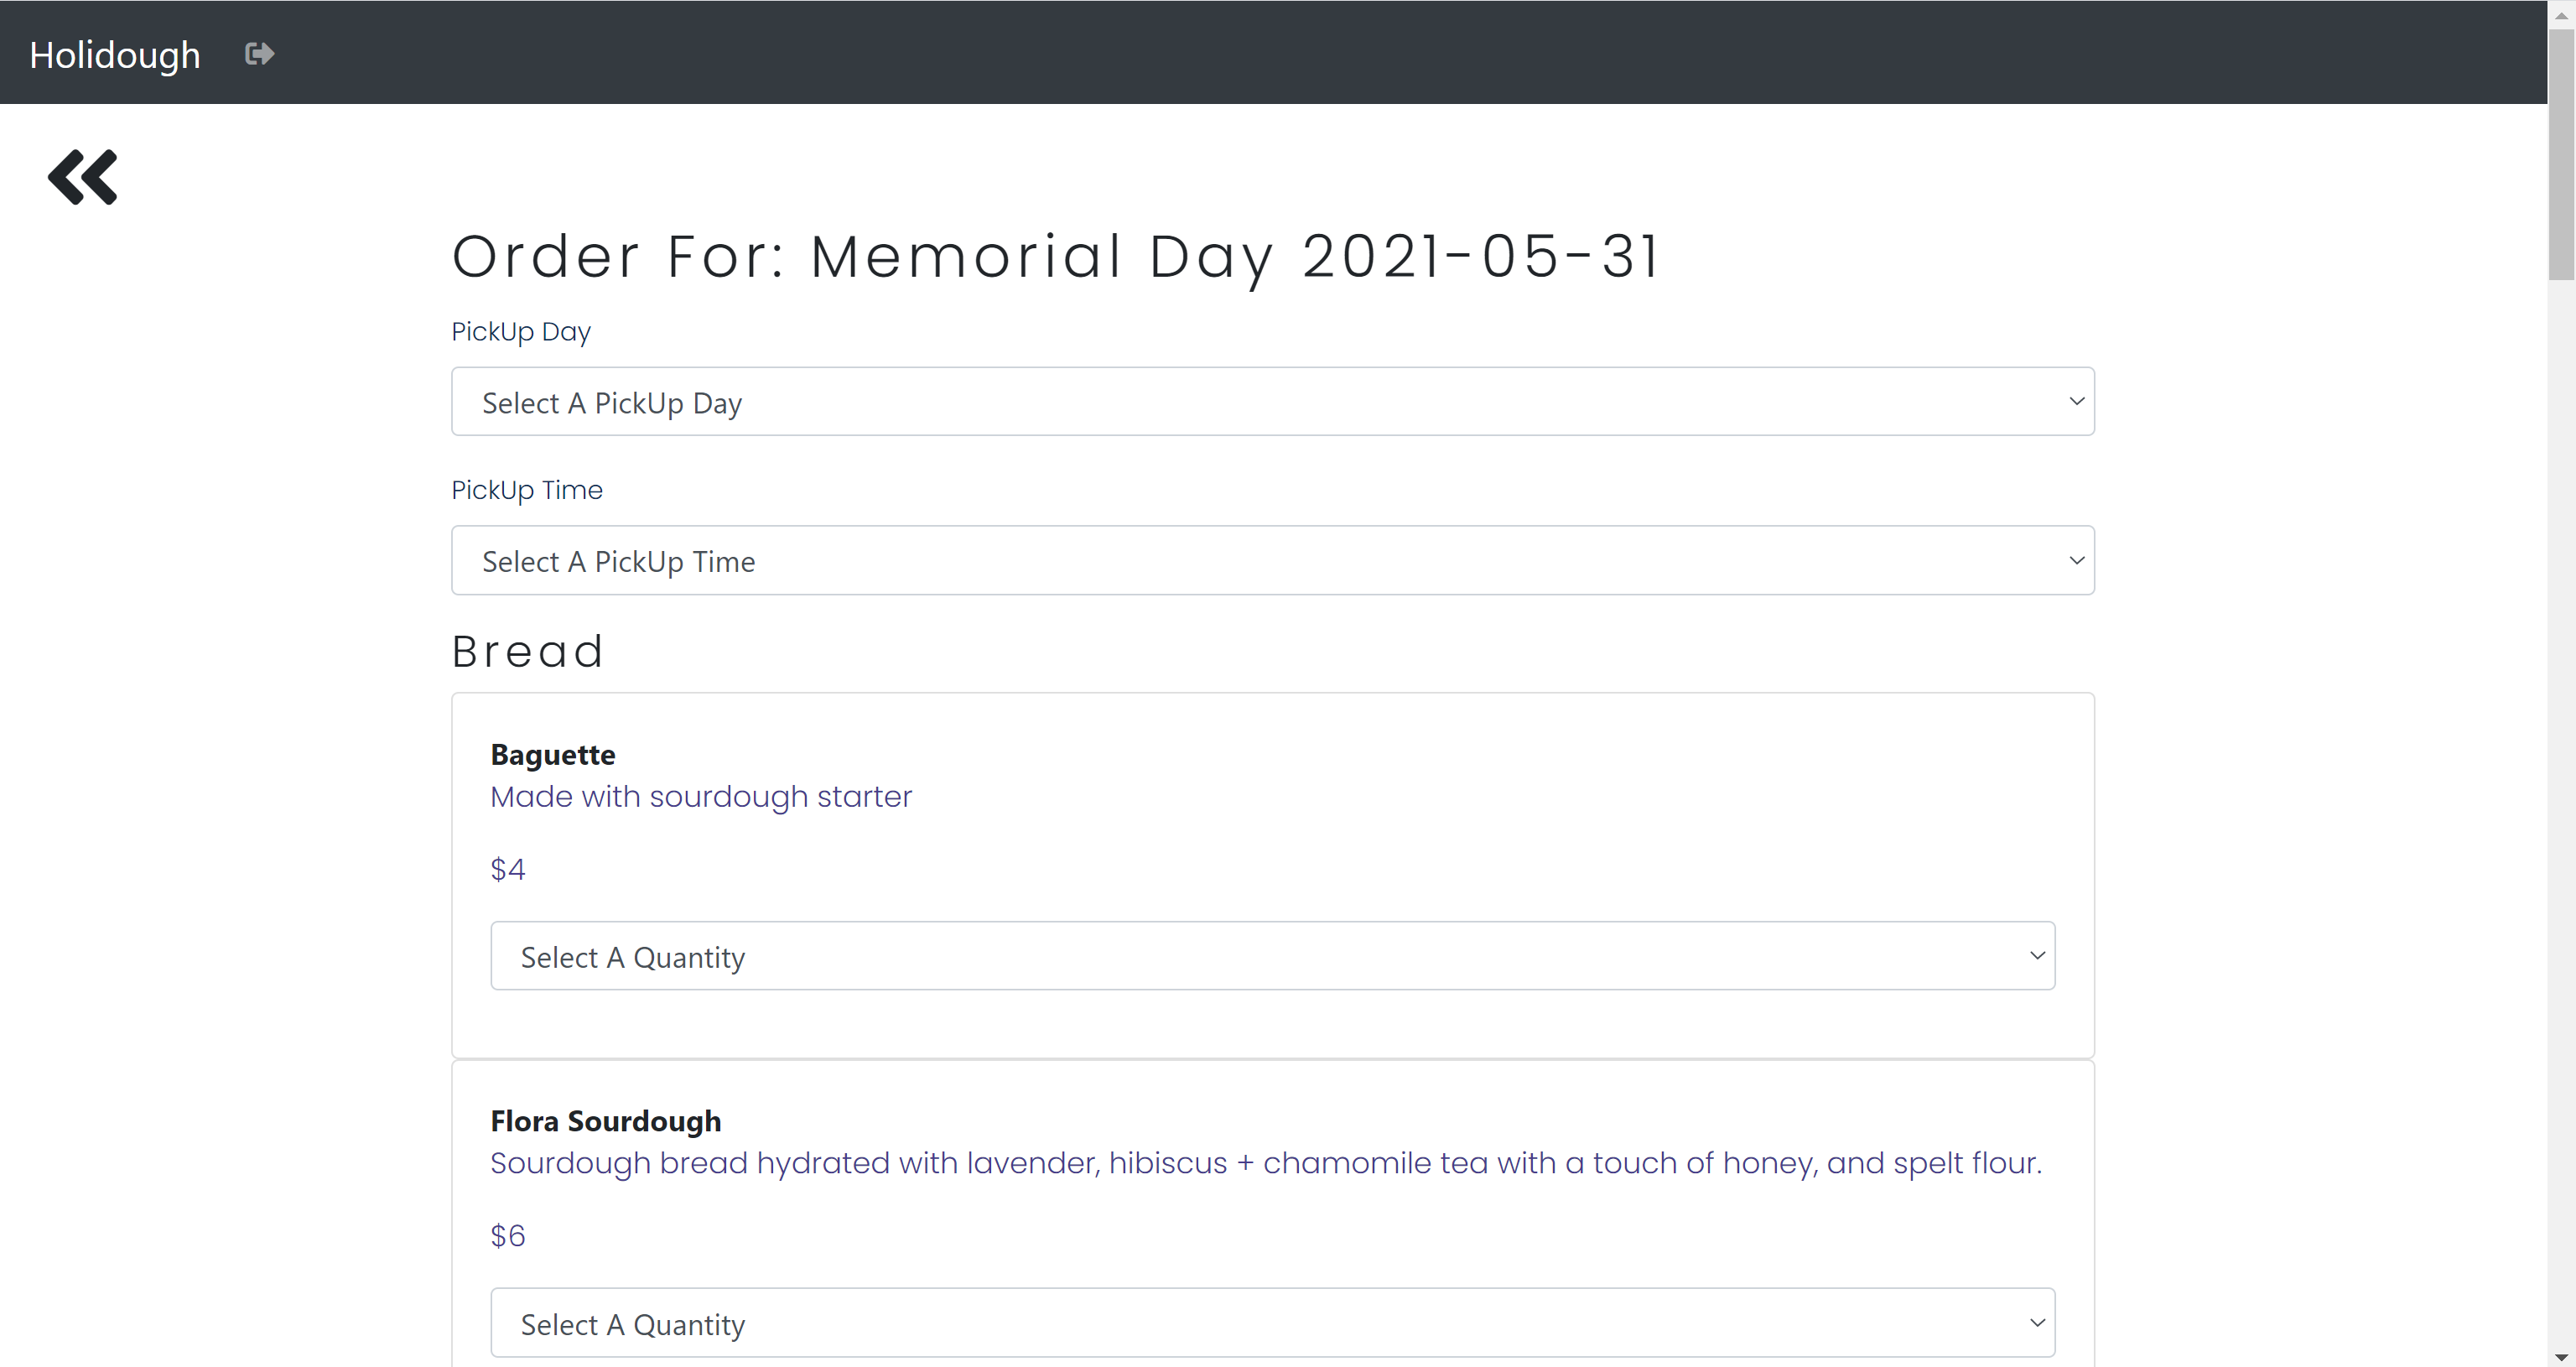 Holidough
Order For: Memorial Day 2021-05-31
PickUp Day
Select A PickUp Day
PickUp Time
Select A PickUp Time
Bread
Baguette
Made with sourdough starter
$4
Select A Quantity
Flora Sourdough
Sourdough bread hydrated with lavender, hibiscus + chamomile tea with a touch of honey, and spelt flour.
$6
Select A Quantity